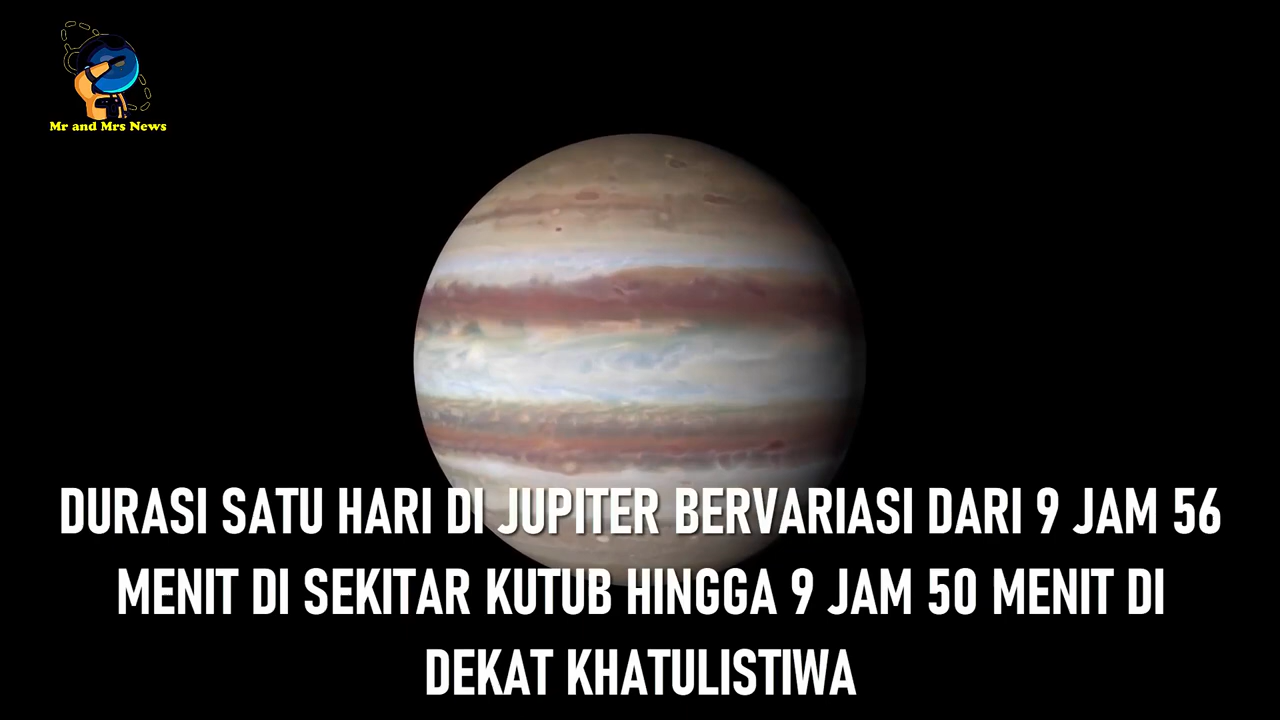 Mr and Mrs News
DURASI SATU HARI DI JUPITER BERVARIASI DARI 9 JAM 56
MENIT DI SEKITAR KUTUB HINGGA 9 JAM 50 MENIT DI
DEKAT KHATULISTIWA